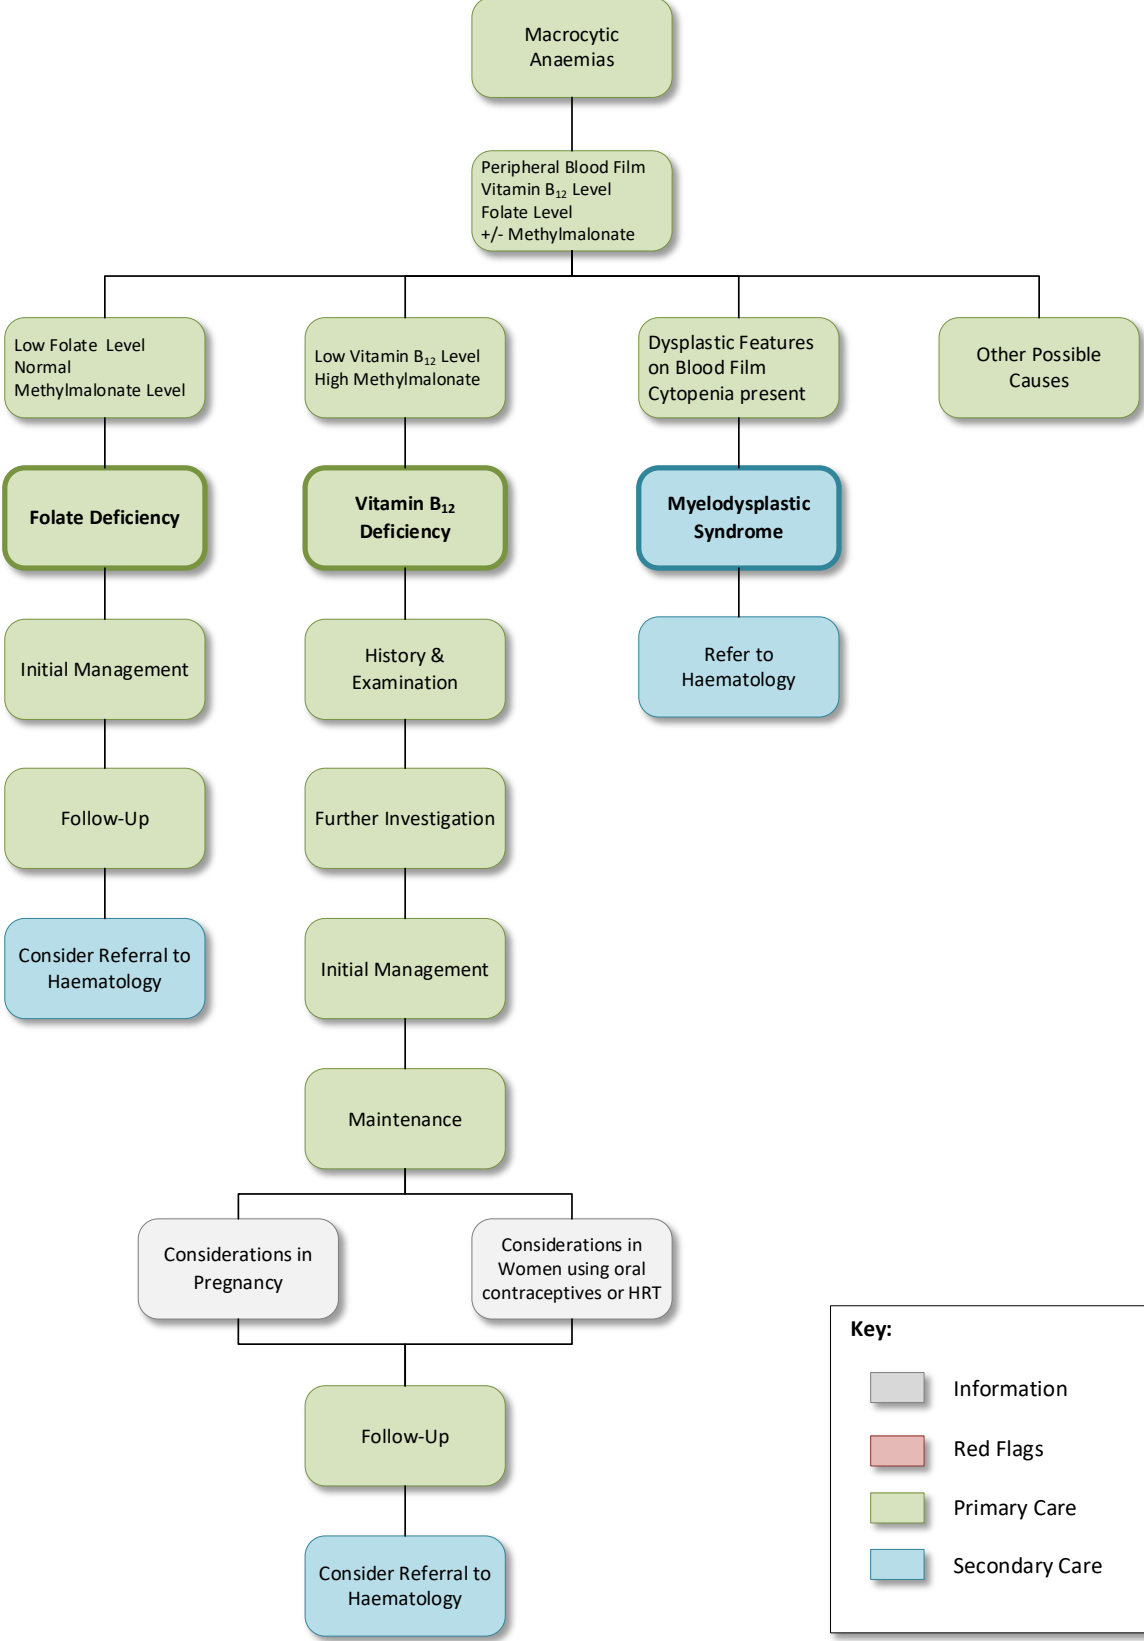 Macrocytic
Anaemias
Peripheral Blood Film
Vitamin B₁₂ Level
Folate Level
+/- Methylmalonate
Low Folate Level
Normal
Methylmalonate Level
Low Vitamin B₁₂ Level
High Methylmalonate
Dysplastic Features
on Blood Film
Cytopenia present
Other Possible
Causes
Folate Deficiency
Vitamin B₁₂
Deficiency
Myelodysplastic
Syndrome
Initial Management
History &
Examination
Refer to
Haematology
Follow-Up
Further Investigation
Consider Referral to
Haematology
Initial Management
Maintenance
Considerations in
Pregnancy
Considerations in
Women using oral
contraceptives or HRT
Follow-Up
Consider Referral to
Haematology
Key:
Information
Red Flags
Primary Care
Secondary Care